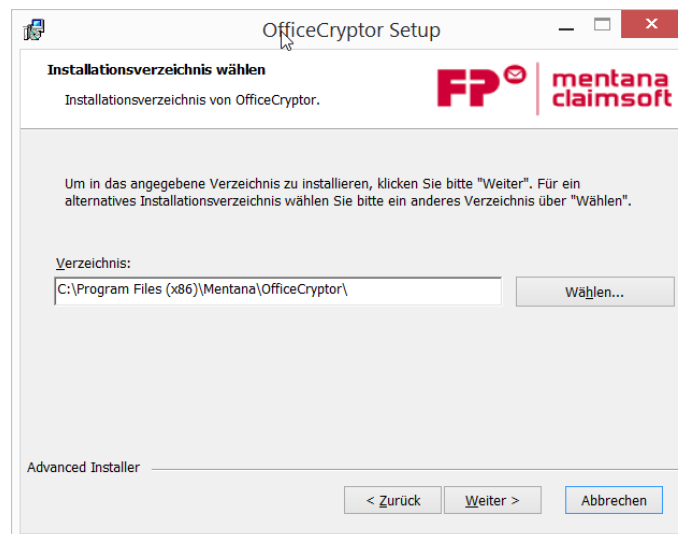 OfficeCryptor Setup
Installationsverzeichnis wählen
Installationsverzeichnis von OfficeCryptor.
FP
mentana
claimsoft
Um in das angegebene Verzeichnis zu installieren, klicken Sie bitte "Weiter". Für ein
alternatives Installationsverzeichnis wählen Sie bitte ein anderes Verzeichnis über "Wählen".
Verzeichnis:
C:\Program Files (x86)\Mentana\OfficeCryptor\
Wählen...
Advanced Installer
< Zurück
Weiter >
Abbrechen